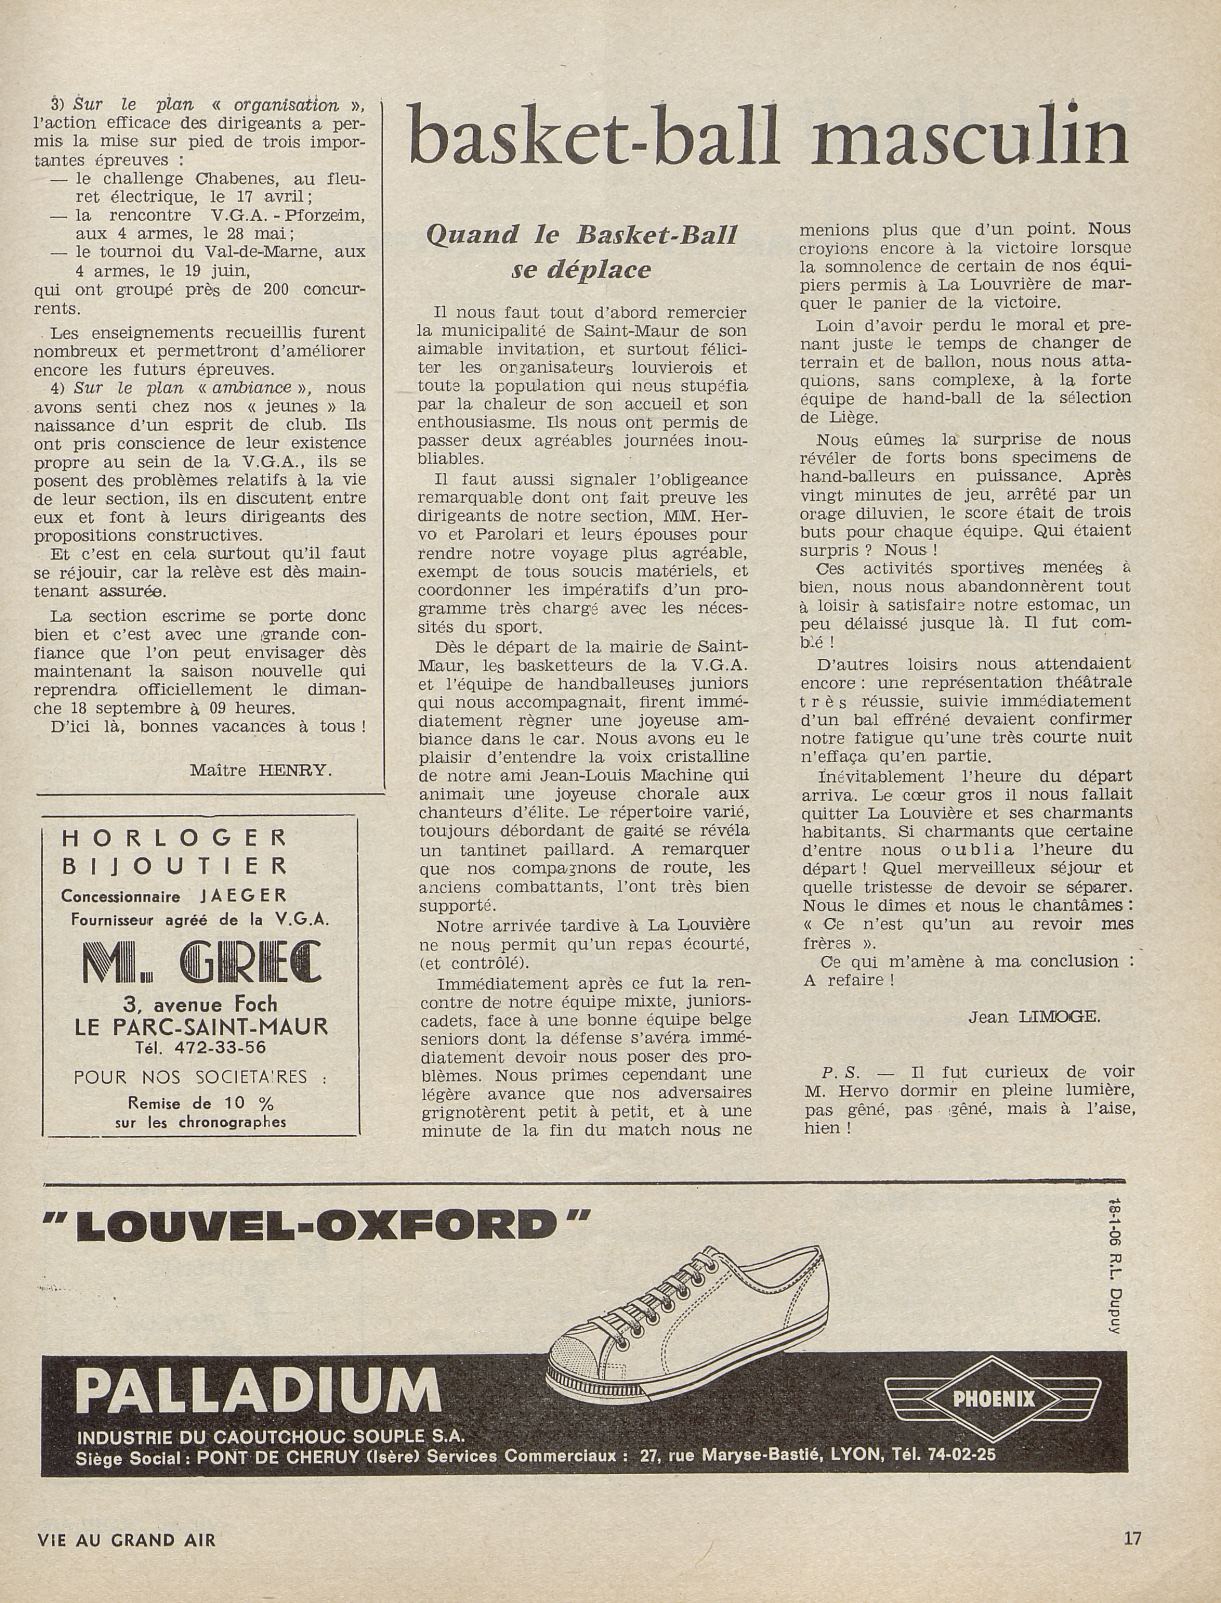 3) Sur le plan « organisation »,
l'action efficace des dirigeants a per-
mis la mise sur pied de trois impor-
tantes épreuves :
— le challenge Chabenes, au fleu-
ret électrique, le 17 avril ;
— la rencontre V.G.A. - Pforzeim,
aux 4 armes, le 28 mai ;
— le tournoi du Val-de-Marne, aux
4 armes, le 19 juin,
qui ont groupé près de 200 concur-
rents.
Les enseignements recueillis furent
nombreux et permettront d'améliorer
encore les futurs épreuves.
4) Sur le plan « ambiance », nous
avons senti chez nos « jeunes » la
naissance d'un esprit de club. Ils
ont pris conscience de leur existence
propre au sein de la V.G.A., ils se
posent des problèmes relatifs à la vie
de leur section, ils en discutent entre
eux et font à leurs dirigeants des
propositions constructives.
Et c'est en cela surtout qu'il faut
se réjouir, car la relève est dès main-
tenant assurée.
La section escrime se porte donc
bien et c'est avec une grande con-
fiance que l'on peut envisager dès
maintenant la saison nouvelle qui
reprendra officiellement le diman-
che 18 septembre à 09 heures.
D'ici là, bonnes vacances à tous !
Maître HENRY.
HORLOGER
BIJOUTIER
Concessionnaire JAEGER
Fournisseur agréé de la V.G.A.
M. GREC
3, avenue Foch
LE PARC-SAINT-MAUR
Tél. 472-33-56
POUR NOS SOCIETAIRES :
Remise de 10 %
sur les chronographes
basket-ball masculin
Quand le Basket-Ball
se déplace
Il nous faut tout d'abord remercier
la municipalité de Saint-Maur de son
aimable invitation, et surtout félici-
ter les organisateurs louvierois et
toute la population qui nous stupéfia
par la chaleur de son accueil et son
enthousiasme. Ils nous ont permis de
passer deux agréables journées inou-
bliables.
Il faut aussi signaler l'obligeance
remarquable dont ont fait preuve les
dirigeants de notre section, MM. Her-
vo et Parolari et leurs épouses pour
rendre notre voyage plus agréable,
exempt de tous soucis matériels, et
coordonner les impératifs d'un pro-
gramme très chargé avec les néces-
sités du sport.
Dès le départ de la mairie de Saint-
Maur, les basketteurs de la V.G.A.
et l'équipe de handballeuses juniors
qui nous accompagnait, firent immé-
diatement règner une joyeuse am-
biance dans le car. Nous avons eu le
plaisir d'entendre la voix cristalline
de notre ami Jean-Louis Machine qui
animait une joyeuse chorale aux
chanteurs d'élite. Le répertoire varié,
toujours débordant de gaité se révéla
un tantinet paillard. A remarquer
que nos compagnons de route, les
anciens combattants, l'ont très bien
supporté.
Notre arrivée tardive à La Louvière
ne nous permit qu'un repas écourté,
(et contrôlé).
Immédiatement après ce fut la ren-
contre de notre équipe mixte, juniors-
cadets, face à une bonne équipe belge
seniors dont la défense s'avéra immé-
diatement devoir nous poser des pro-
blèmes. Nous primes cependant une
légère avance que nos adversaires
grignotèrent petit à petit, et à une
minute de la fin du match nous ne
menions plus que d'un point. Nous
croyions encore à la victoire lorsque
la somnolence de certain de nos équi-
piers permis à La Louvrière de mar-
quer le panier de la victoire.
Loin d'avoir perdu le moral et pre-
nant juste le temps de changer de
terrain et de ballon, nous nous atta-
quions, sans complexe, à la forte
équipe de hand-ball de la sélection
de Liège.
Nous eûmes la surprise de nous
révéler de forts bons specimens de
hand-balleurs en puissance. Après
vingt minutes de jeu, arrêté par un
orage diluvien, le score était de trois
buts pour chaque équipe. Qui étaient
surpris ? Nous !
Ces activités sportives menées à
bien, nous nous abandonnèrent tout
à loisir à satisfaire notre estomac, un
peu délaissé jusque là. Il fut com-
blé !
D'autres loisirs nous attendaient
encore : une représentation théâtrale
très réussie, suivie immédiatement
d'un bal effréné devaient confirmer
notre fatigue qu'une très courte nuit
n'effaça qu'en partie.
Inévitablement l'heure du départ
arriva. Le cœur gros il nous fallait
quitter La Louvière et ses charmants
habitants. Si charmants que certaine
d'entre nous oublia l'heure du
départ ! Quel merveilleux séjour et
quelle tristesse de devoir se séparer.
Nous le dîmes et nous le chantâmes :
« Ce n'est qu'un au revoir mes
frères ».
Ce qui m'amène à ma conclusion :
A refaire !
Jean LIMOGE.
P. S. — Il fut curieux de voir
M. Hervo dormir en pleine lumière,
pas gêné, pas gêné, mais à l'aise,
hien !
"LOUVEL-OXFORD"
18-1-06 R.L. Dupuy
PALLADIUM
PHOENIX
INDUSTRIE DU CAOUTCHOUC SOUPLE S.A.
Siège Social : PONT DE CHERUY (Isère) Services Commerciaux : 27, rue Maryse-Bastié, LYON, Tél. 74-02-25
VIE AU GRAND AIR
17